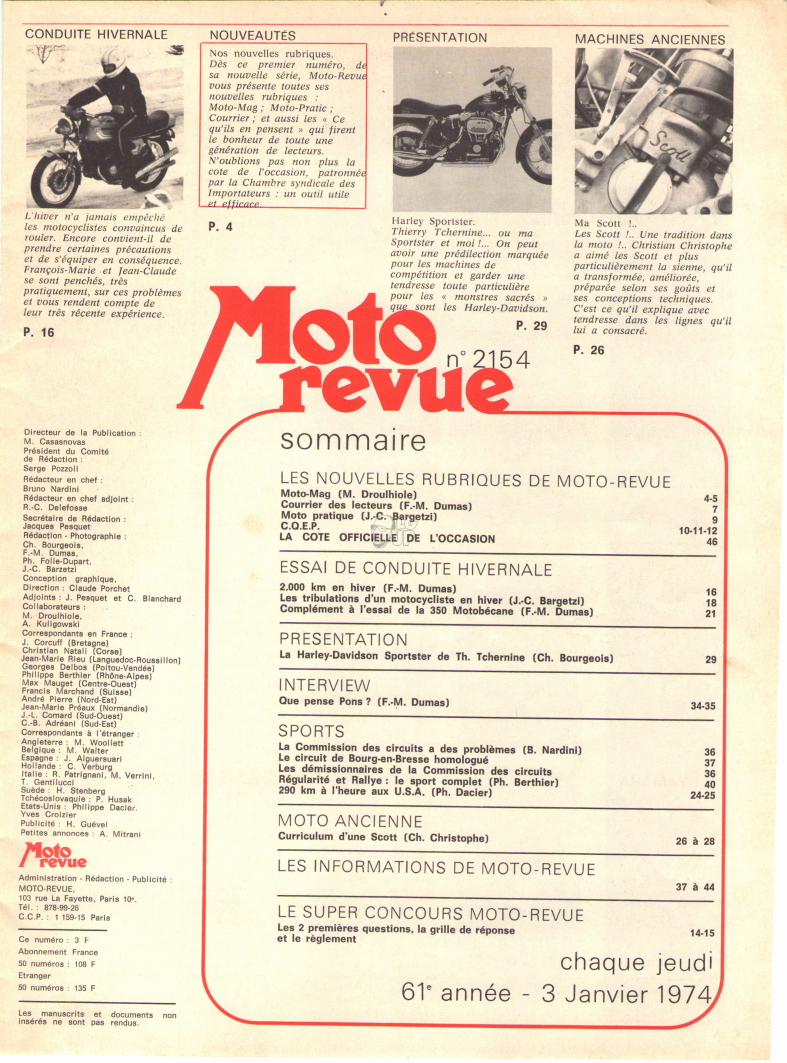 CONDUITE HIVERNALE
L'hiver n'a jamais empêché
les motocyclistes convaincus de
rouler. Encore convient-il de
prendre certaines précautions
et de s'équiper en conséquence.
François-Marie et Jean-Claude
se sont penchés, très
pratiquement, sur ces problèmes
et vous rendent compte de
leur très récente expérience.
P. 16
NOUVEAUTÉS
Nos nouvelles rubriques.
Dès ce premier numéro, de
sa nouvelle série, Moto-Revue
vous présente toutes ses
nouvelles rubriques :
Moto-Mag ; Moto-Pratic ;
Courrier ; et aussi les « Ce
qu'ils en pensent » qui firent
le bonheur de toute une
génération de lecteurs.
N'oublions pas non plus la
cote de l'occasion, patronnée
par la Chambre syndicale des
Importateurs : un outil utile
et efficace.
P. 4
PRÉSENTATION
Harley Sportster.
Thierry Tchernine... ou ma
Sportster et moi !... On peut
avoir une prédilection marquée
pour les machines de
compétition et garder une
tendresse toute particulière
pour les « monstres sacrés »
que sont les Harley-Davidson.
P. 29
MACHINES ANCIENNES
Scott
Ma Scott !..
Les Scott !.. Une tradition dans
la moto !.. Christian Christophe
a aimé les Scott et plus
particulièrement la sienne, qu'il
a transformée, améliorée,
préparée selon ses goûts et
ses conceptions techniques.
C'est ce qu'il explique avec
tendresse dans les lignes qu'il
lui a consacré.
P. 26
Moto
revue
n° 2154
Directeur de la Publication :
M. Casasnovas
Président du Comité
de Rédaction :
Serge Pozzoli
Rédacteur en chef :
Bruno Nardini
Rédacteur en chef adjoint :
R.-C. Delefosse
Secrétaire de Rédaction :
Jacques Pesquet
Rédaction - Photographie :
Ch. Bourgeois,
F.-M. Dumas,
Ph. Folie-Dupart,
J.-C. Barzetzi
Conception graphique,
Direction : Claude Porchet
Adjoints : J. Pesquet et C. Blanchard
Collaborateurs :
M. Droulhiole,
A. Kuligowski
Correspondants en France :
J. Corcuff (Bretagne)
Christian Natali (Corse)
Jean-Marie Rieu (Languedoc-Roussillon)
Georges Delbos (Poitou-Vendée)
Philippe Berthier (Rhône-Alpes)
Max Mauget (Centre-Ouest)
Francis Marchand (Suisse)
André Pierre (Nord-Est)
Jean-Marie Préaux (Normandie)
J.-L. Comard (Sud-Ouest)
C.-B. Adréani (Sud-Est)
Correspondants à l'étranger :
Angleterre : M. Woollett
Belgique : M. Walter
Espagne : J. Alguersuari
Hollande : C. Verburg
Italie : R. Patrignani, M. Verrini,
T. Gentilucci
Suède : H. Stenberg
Tchécoslovaquie : P. Husak
Etats-Unis : Philippe Dacier.
Yves Croizier
Publicité : H. Guével
Petites annonces : A. Mitrani
Moto
revue
Administration - Rédaction - Publicité :
MOTO-REVUE,
103 rue La Fayette, Paris 10e.
Tél. : 878-99-26
C.C.P. : 1 159-15 Paris
Ce numéro : 3 F
Abonnement France
50 numéros : 108 F
Etranger
50 numéros : 135 F
Les manuscrits et documents non
insérés ne sont pas rendus.
sommaire
LES NOUVELLES RUBRIQUES DE MOTO-REVUE
Moto-Mag (M. Droulhiole) 4-5
Courrier des lecteurs (F.-M. Dumas) 7
Moto pratique (J.-C. Bargetzi) 9
C.Q.E.P. 10-11-12
LA COTE OFFICIELLE DE L'OCCASION 46
ESSAI DE CONDUITE HIVERNALE
2.000 km en hiver (F.-M. Dumas) 16
Les tribulations d'un motocycliste en hiver (J.-C. Bargetzi) 18
Complément à l'essai de la 350 Motobécane (F.-M. Dumas) 21
PRESENTATION
La Harley-Davidson Sportster de Th. Tchernine (Ch. Bourgeois) 29
INTERVIEW
Que pense Pons ? (F.-M. Dumas) 34-35
SPORTS
La Commission des circuits a des problèmes (B. Nardini) 36
Le circuit de Bourg-en-Bresse homologué 37
Les démissionnaires de la Commission des circuits 36
Régularité et Rallye : le sport complet (Ph. Berthier) 40
290 km à l'heure aux U.S.A. (Ph. Dacier) 24-25
MOTO ANCIENNE
Curriculum d'une Scott (Ch. Christophe) 26 à 28
LES INFORMATIONS DE MOTO-REVUE
37 à 44
LE SUPER CONCOURS MOTO-REVUE
Les 2 premières questions, la grille de réponse
et le règlement 14-15
chaque jeudi
61e année - 3 Janvier 1974